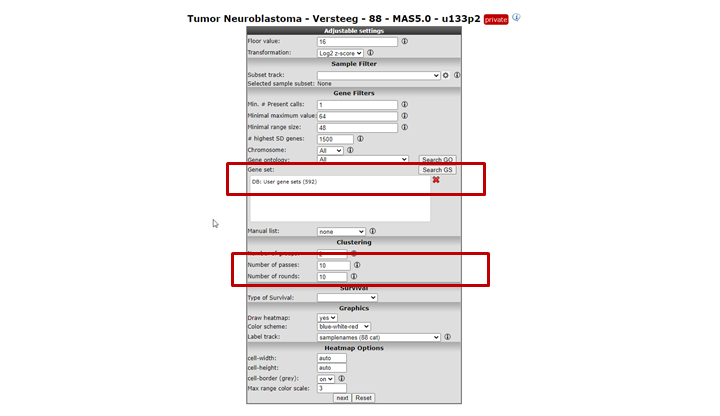 Tumor Neuroblastoma - Versteeg - 88 - MAS5.0 - u133p2 private
Adjustable settings
Floor value: 16
Transformation: Log2 z-score
Sample Filter
Subset track:
Selected sample subset: None
Gene Filters
Min. # Present calls: 1
Minimal maximum value: 64
Minimal range size: 48
# highest SD genes: 1500
Chromosome: All
Gene ontology: All Search GO
Gene set: Search GS
DB: User gene sets (592)
Manual list: none
Clustering
Number of passes: 10
Number of rounds: 10
Survival
Type of Survival:
Graphics
Draw heatmap: yes
Color scheme: blue-white-red
Label track: samplenames (88 cat)
Heatmap Options
cell-width: auto
cell-height: auto
cell-border (grey): on
Max range color scale: 3
next Reset